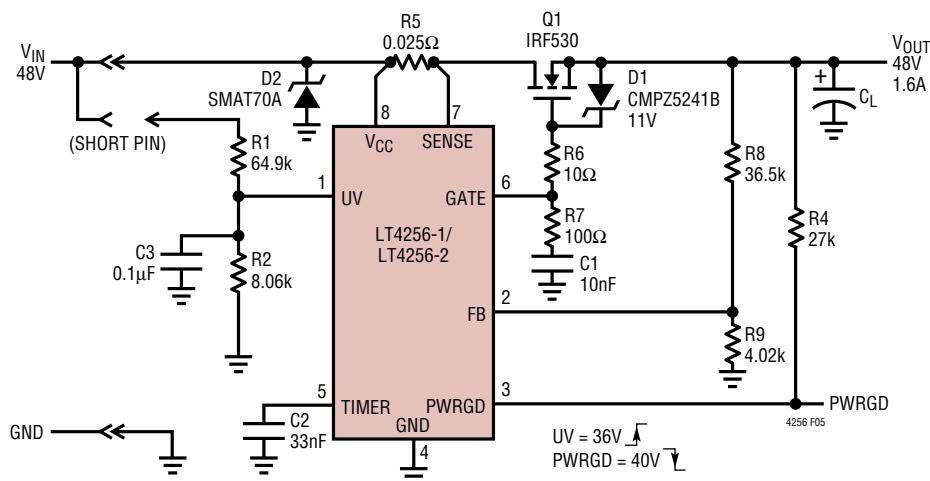 V_IN
48V
(SHORT PIN)
R1
64.9k
C3
0.1µF
R2
8.06k
GND
D2
SMAT70A
R5
0.025Ω
8
7
V_CC
SENSE
1
UV
GATE
6
LT4256-1/
LT4256-2
FB
2
5
TIMER
PWRGD
3
GND
4
C2
33nF
Q1
IRF530
D1
CMPZ5241B
11V
R6
10Ω
R7
100Ω
C1
10nF
R8
36.5k
R9
4.02k
R4
27k
V_OUT
48V
1.6A
+
C_L
PWRGD
4256 F05
UV = 36V
PWRGD = 40V